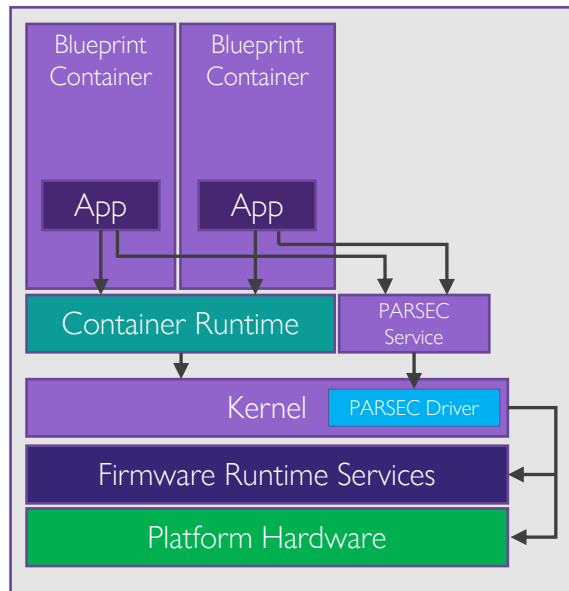 Blueprint
Container
Blueprint
Container
App
App
Container Runtime
PARSEC
Service
Kernel
PARSEC Driver
Firmware Runtime Services
Platform Hardware